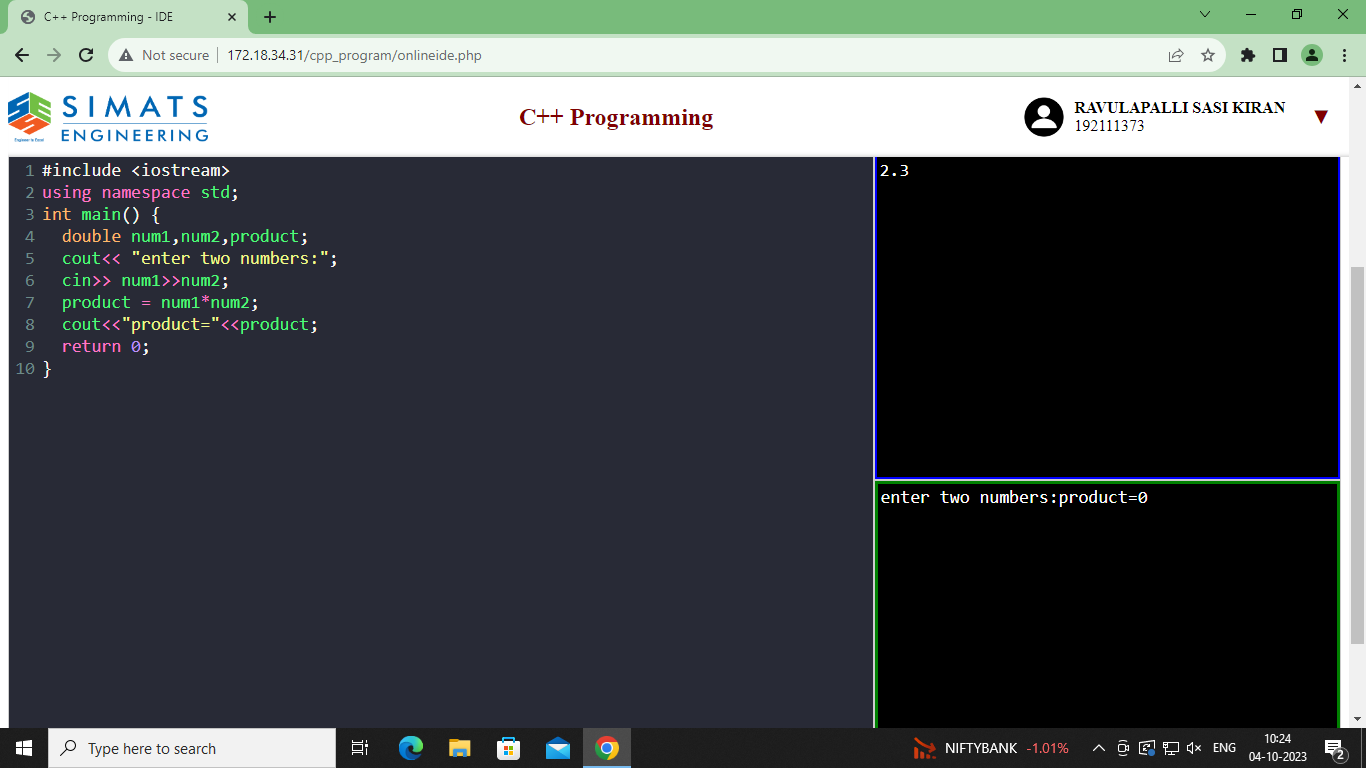 C++ Programming - IDE
Not secure
172.18.34.31/cpp_program/onlineide.php
SIMATS
ENGINEERING
Engineer to Excel
C++ Programming
RAVULAPALLI SASI KIRAN
192111373
1 #include <iostream>
2 using namespace std;
3 int main() {
4   double num1,num2,product;
5   cout<< "enter two numbers:";
6   cin>> num1>>num2;
7   product = num1*num2;
8   cout<<"product="<<product;
9   return 0;
10 }
2.3
enter two numbers:product=0
Type here to search
NIFTYBANK -1.01%
ENG
10:24
04-10-2023
2